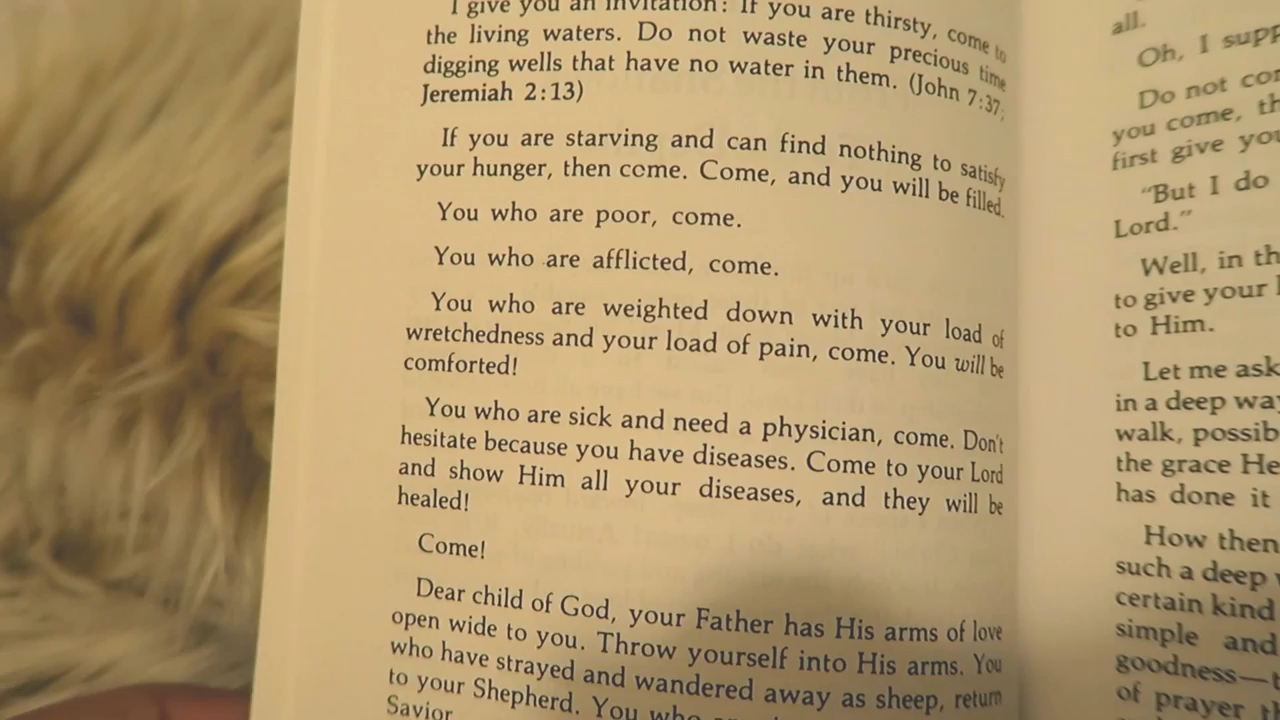 I give you an invitation: If you are thirsty, come to
the living waters. Do not waste your precious time
digging wells that have no water in them. (John 7:37;
Jeremiah 2:13)
If you are starving and can find nothing to satisfy
your hunger, then come. Come, and you will be filled.
You who are poor, come.
You who are afflicted, come.
You who are weighted down with your load of
wretchedness and your load of pain, come. You will be
comforted!
You who are sick and need a physician, come. Don't
hesitate because you have diseases. Come to your Lord
and show Him all your diseases, and they will be
healed!
Come!
Dear child of God, your Father has His arms of love
open wide to you. Throw yourself into His arms. You
who have strayed and wandered away as sheep, return
to your Shepherd. You who
Savior
all.
Oh, I
Do not
you come,
first give
"But I do
Lord."
Well, in
to give your
to Him.
Let me ask
in a deep
walk,
the grace
has done it
How then
such a deep
certain kind
simple and
goodness—
of prayer